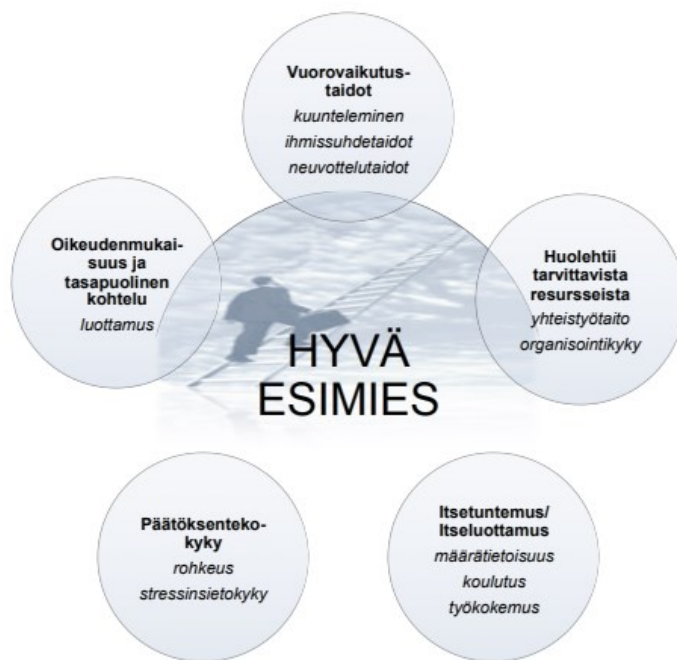 Vuorovaikutus-
taidot
kuunteleminen
ihmissuhdetaidot
neuvottelutaidot
Oikeudenmukai-
suus ja
tasapuolinen
kohtelu
luottamus
Huolehtii
tarvittavista
resursseista
yhteistyötaito
organisointikyky
HYVÄ
ESIMIES
Päätöksenteko-
kyky
rohkeus
stressinsietokyky
Itsetuntemus/
Itseluottamus
määrätietoisuus
koulutus
työkokemus